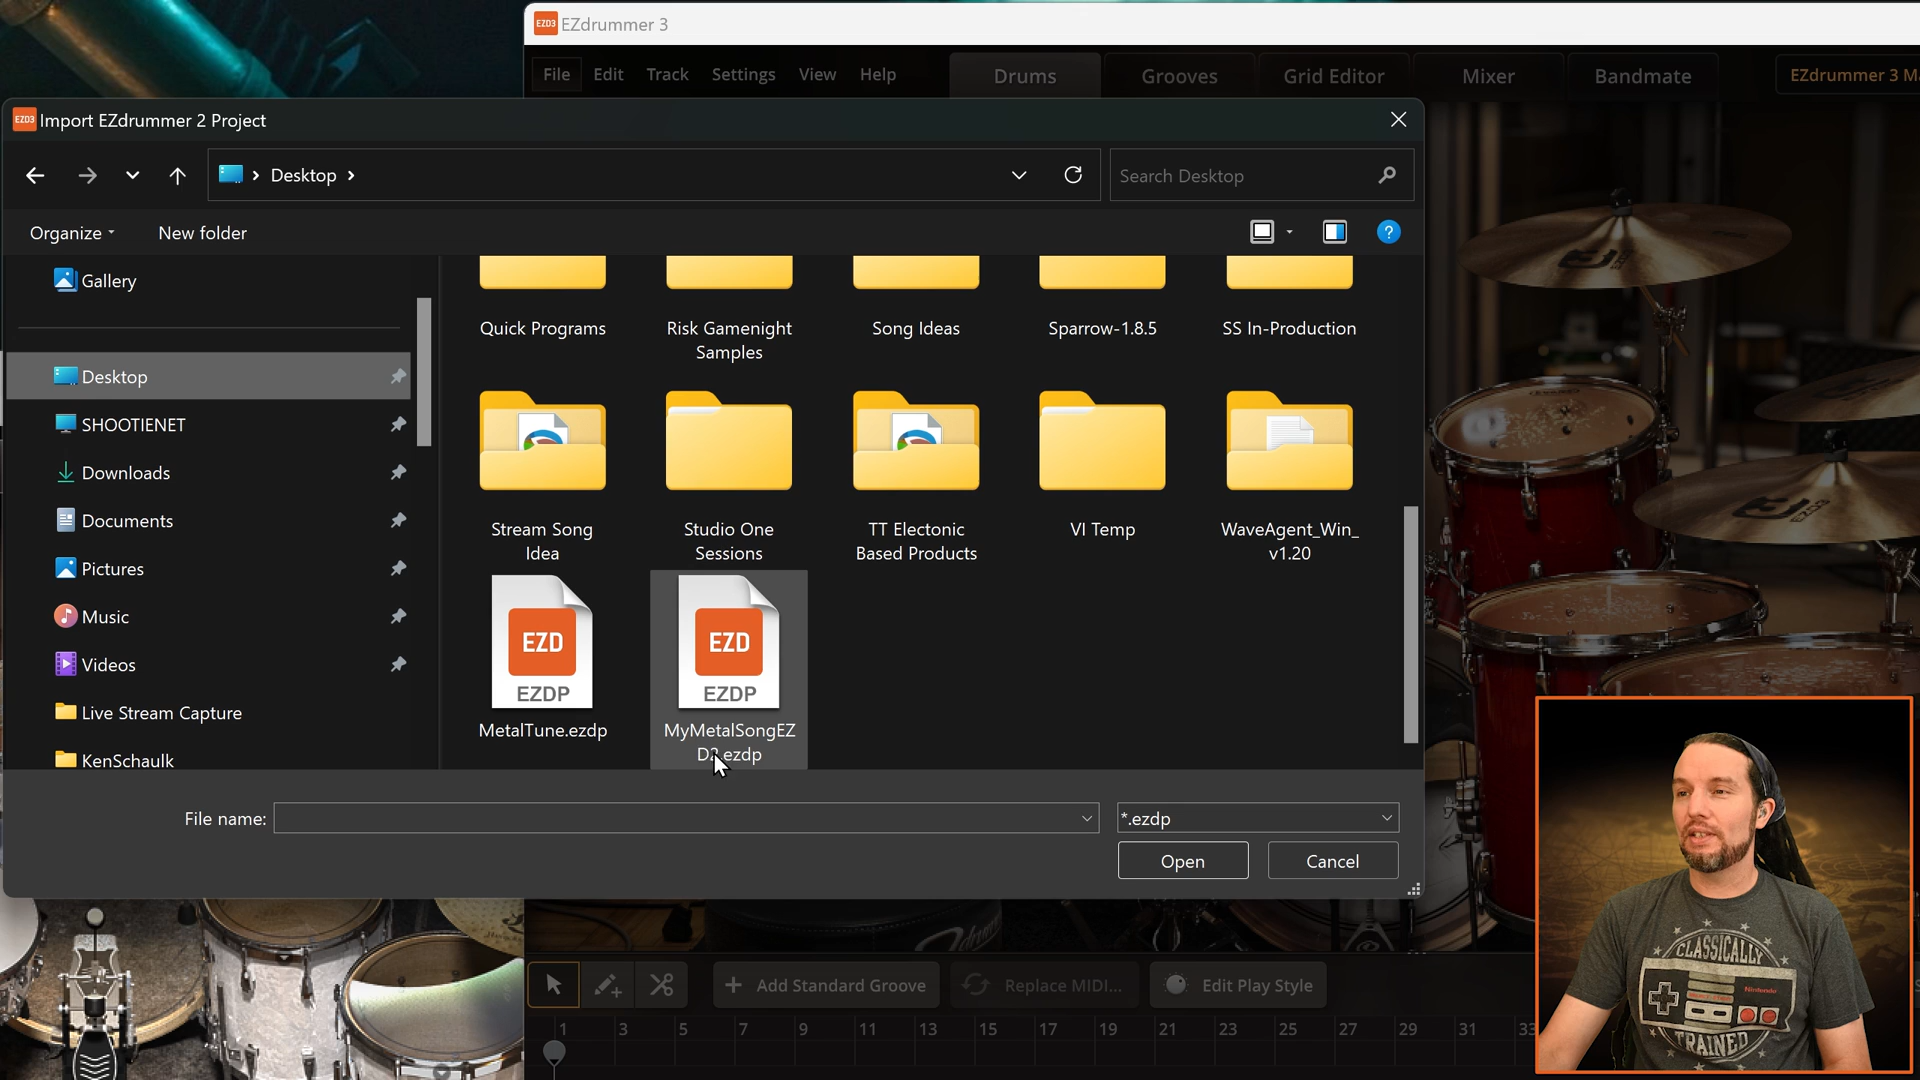 EZD3 EZdrummer 3
File Edit Track Settings View Help Drums Grooves Grid Editor Mixer Bandmate EZdrummer 3 Ma
EZD3 Import EZdrummer 2 Project
Desktop
Search Desktop
Organize New folder
Gallery
Desktop
SHOOTIENET
Downloads
Documents
Pictures
Music
Videos
Live Stream Capture
KenSchaulk
Quick Programs
Risk Gamenight
Samples
Song Ideas
Sparrow-1.8.5
SS In-Production
Stream Song
Idea
Studio One
Sessions
TT Electonic
Based Products
VI Temp
WaveAgent_Win_
v1.20
EZD
EZDP
MetalTune.ezdp
EZD
EZDP
MyMetalSongEZ
D2.ezdp
File name:
*.ezdp
Open Cancel
Add Standard Groove Replace MIDI... Edit Play Style
1 3 5 7 9 11 13 15 17 19 21 23 25 27 29 31 33
CLASSICALLY
Nintendo
TRAINED